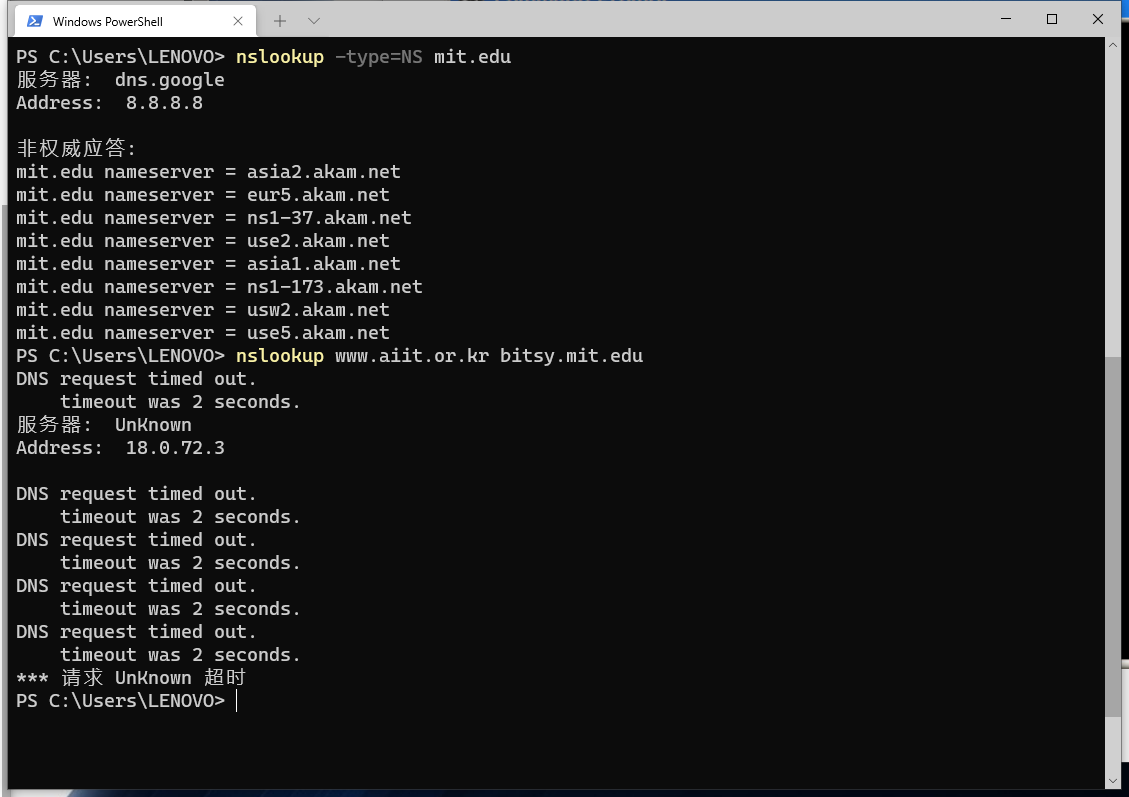 Windows PowerShell
PS C:\Users\LENOVO> nslookup -type=NS mit.edu
服务器:  dns.google
Address:  8.8.8.8
非权威应答:
mit.edu nameserver = asia2.akam.net
mit.edu nameserver = eur5.akam.net
mit.edu nameserver = ns1-37.akam.net
mit.edu nameserver = use2.akam.net
mit.edu nameserver = asia1.akam.net
mit.edu nameserver = ns1-173.akam.net
mit.edu nameserver = usw2.akam.net
mit.edu nameserver = use5.akam.net
PS C:\Users\LENOVO> nslookup www.aiit.or.kr bitsy.mit.edu
DNS request timed out.
    timeout was 2 seconds.
服务器:  UnKnown
Address:  18.0.72.3
DNS request timed out.
    timeout was 2 seconds.
DNS request timed out.
    timeout was 2 seconds.
DNS request timed out.
    timeout was 2 seconds.
DNS request timed out.
    timeout was 2 seconds.
*** 请求 UnKnown 超时
PS C:\Users\LENOVO>